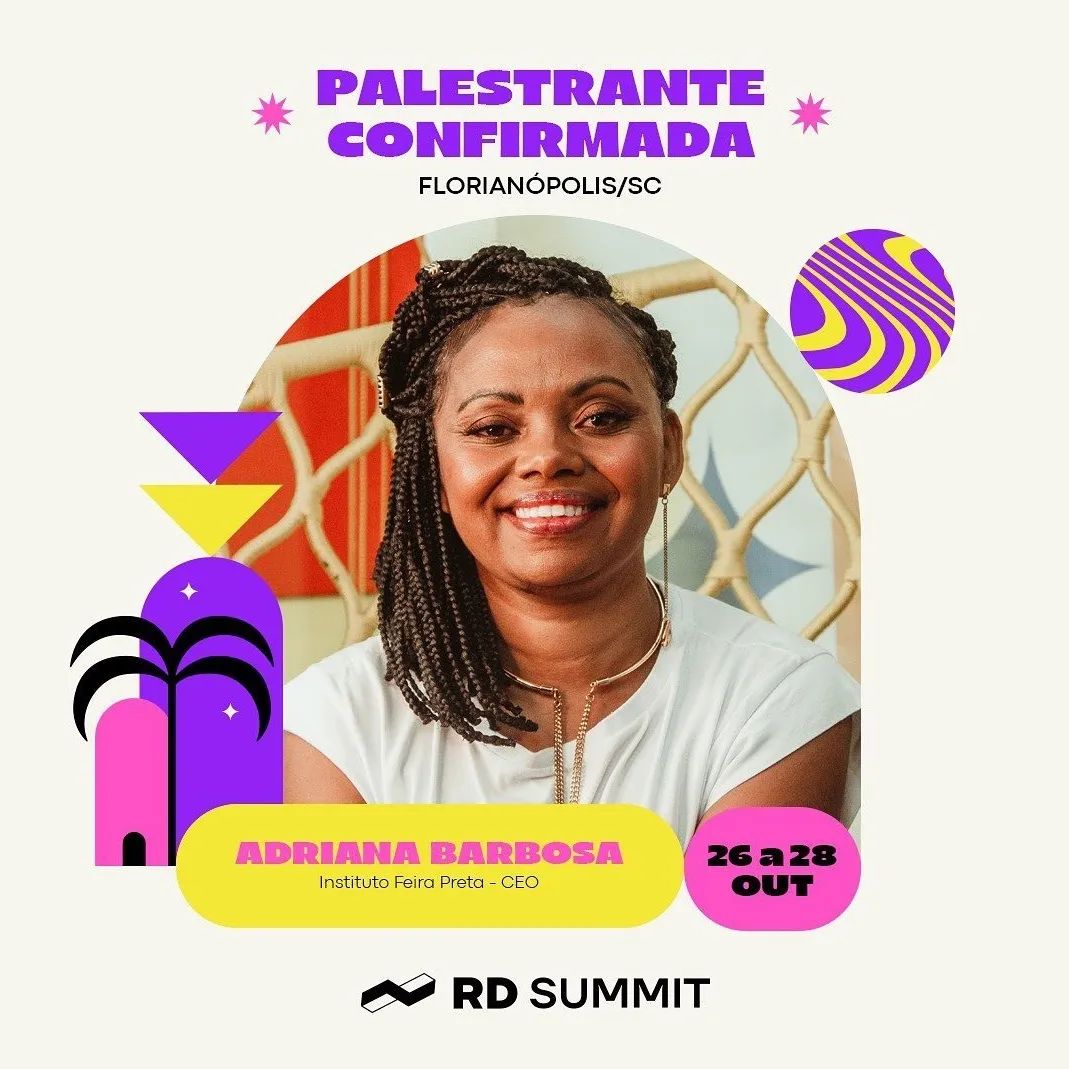 PALESTRANTE
CONFIRMADA
FLORIANÓPOLIS/SC
ADRIANA BARBOSA
Instituto Feira Preta - CEO
26 a 28
OUT
RD SUMMIT